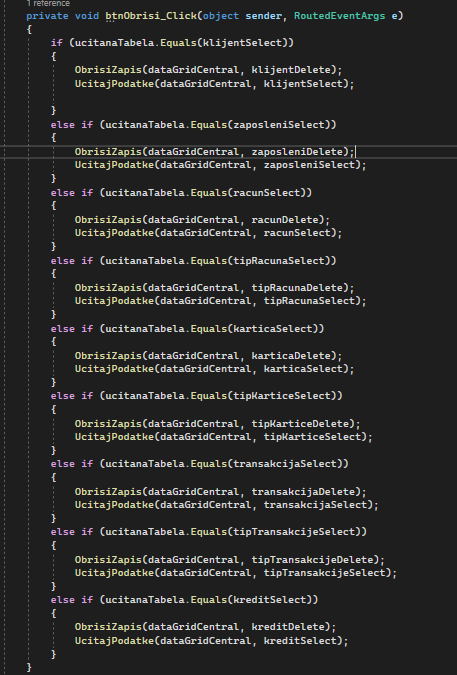 1 reference
private void btnObrisi_Click(object sender, RoutedEventArgs e)
{
if (ucitanaTabela.Equals(klijentSelect))
{
ObrisiZapis(dataGridCentral, klijentDelete);
UcitajPodatke(dataGridCentral, klijentSelect);
}
else if (ucitanaTabela.Equals(zaposleniSelect))
{
ObrisiZapis(dataGridCentral, zaposleniDelete);
UcitajPodatke(dataGridCentral, zaposleniSelect);
}
else if (ucitanaTabela.Equals(racunSelect))
{
ObrisiZapis(dataGridCentral, racunDelete);
UcitajPodatke(dataGridCentral, racunSelect);
}
else if (ucitanaTabela.Equals(tipRacunaSelect))
{
ObrisiZapis(dataGridCentral, tipRacunaDelete);
UcitajPodatke(dataGridCentral, tipRacunaSelect);
}
else if (ucitanaTabela.Equals(karticaSelect))
{
ObrisiZapis(dataGridCentral, karticaDelete);
UcitajPodatke(dataGridCentral, karticaSelect);
}
else if (ucitanaTabela.Equals(tipKarticeSelect))
{
ObrisiZapis(dataGridCentral, tipKarticeDelete);
UcitajPodatke(dataGridCentral, tipKarticeSelect);
}
else if (ucitanaTabela.Equals(transakcijaSelect))
{
ObrisiZapis(dataGridCentral, transakcijaDelete);
UcitajPodatke(dataGridCentral, transakcijaSelect);
}
else if (ucitanaTabela.Equals(tipTransakcijeSelect))
{
ObrisiZapis(dataGridCentral, tipTransakcijeDelete);
UcitajPodatke(dataGridCentral, tipTransakcijeSelect);
}
else if (ucitanaTabela.Equals(kreditSelect))
{
ObrisiZapis(dataGridCentral, kreditDelete);
UcitajPodatke(dataGridCentral, kreditSelect);
}
}